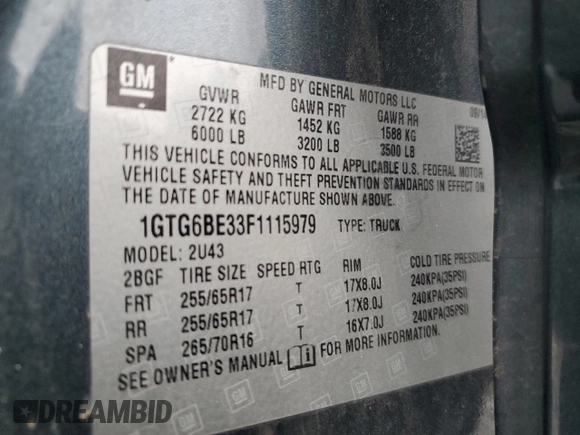 GM
MFD BY GENERAL MOTORS LLC
GVWR GAWR FRT GAWR RR
2722 KG 1452 KG 1588 KG
6000 LB 3200 LB 3500 LB
THIS VEHICLE CONFORMS TO ALL APPLICABLE U.S. FEDERAL MOTOR
VEHICLE SAFETY AND THEFT PREVENTION STANDARDS IN EFFECT ON
THE DATE OF MANUFACTURE SHOWN ABOVE.
1GTG6BE33F1115979 TYPE: TRUCK
MODEL: 2U43
2BGF TIRE SIZE SPEED RTG RIM COLD TIRE PRESSURE
FRT 255/65R17 T 17X8.0J 240KPA(35PSI)
RR 255/65R17 T 17X8.0J 240KPA(35PSI)
SPA 265/70R16 T 16X7.0J 240KPA(35PSI)
SEE OWNER'S MANUAL FOR MORE INFORMATION.
DREAMBID